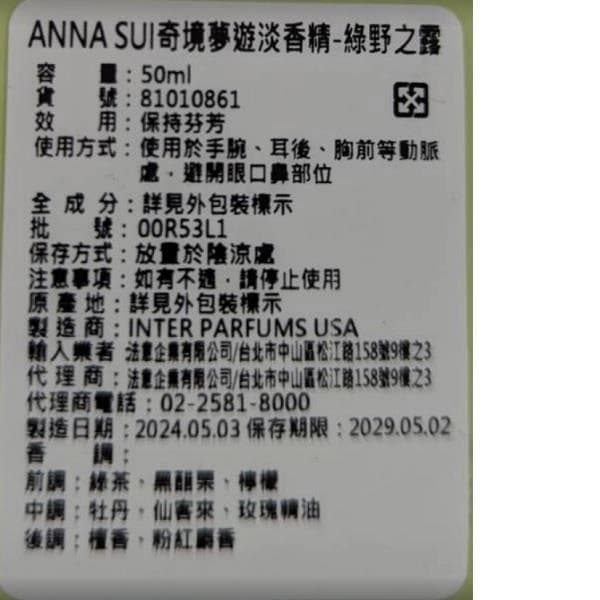 ANNA SUI奇境夢遊淡香精-綠野之露
容 量：50ml
貨 號：81010861
效 用：保持芬芳
使用方式：使用於手腕、耳後、胸前等動脈
處，避開眼口鼻部位
全 成 分：詳見外包裝標示
批 號：00R53L1
保存方式：放置於陰涼處
注意事項：如有不適，請停止使用
原 產 地：詳見外包裝標示
製 造 商：INTER PARFUMS USA
輸入業者：法意企業有限公司/台北市中山區松江路158號9樓之3
代 理 商：法意企業有限公司/台北市中山區松江路158號9樓之3
代理商電話：02-2581-8000
製造日期：2024.05.03 保存期限：2029.05.02
香 調：
前調：綠茶、黑醋栗、檸檬
中調：牡丹、仙客來、玫瑰精油
後調：檀香、粉紅麝香